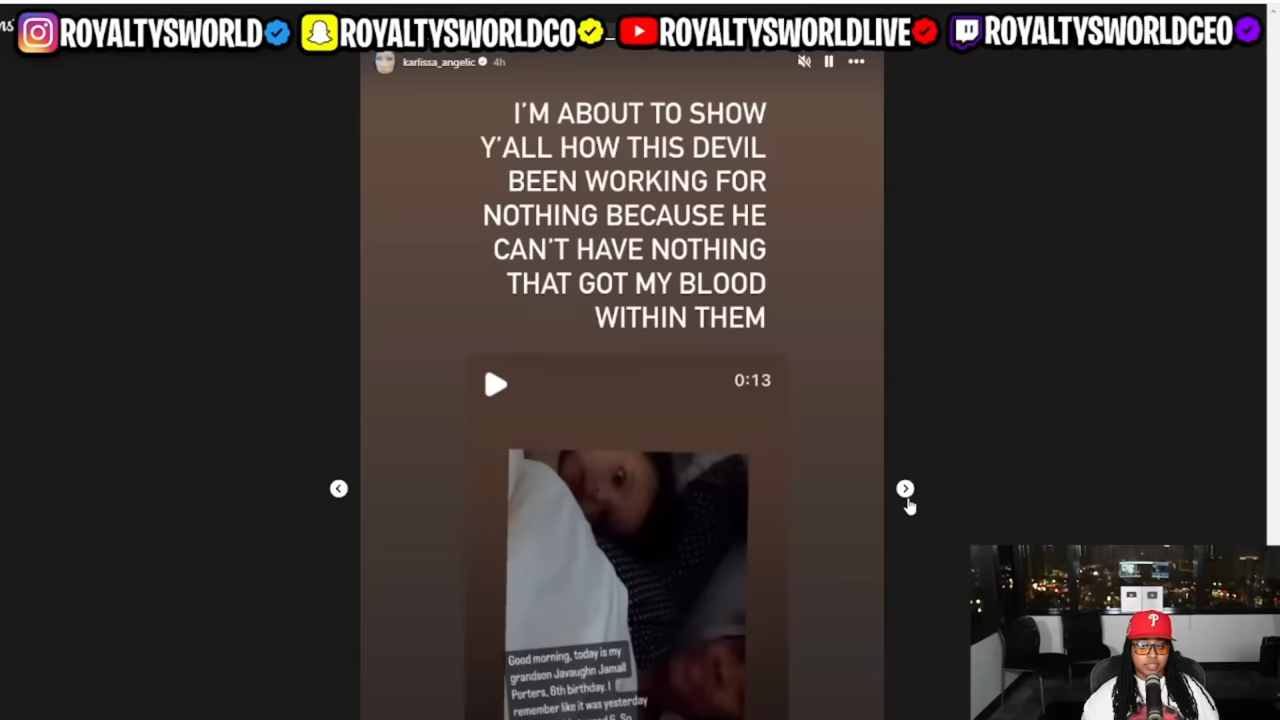 ROYALTYSWORLD ROYALTYSWORLDCO ROYALTYSWORLDLIVE ROYALTYSWORLDCEO
karlissa_angelic 4h
I'M ABOUT TO SHOW
Y'ALL HOW THIS DEVIL
BEEN WORKING FOR
NOTHING BECAUSE HE
CAN'T HAVE NOTHING
THAT GOT MY BLOOD
WITHIN THEM
0:13
Good morning, today is my
grandson Javaughn Jamall
Porters, 6th birthday. I
remember like it was yesterday